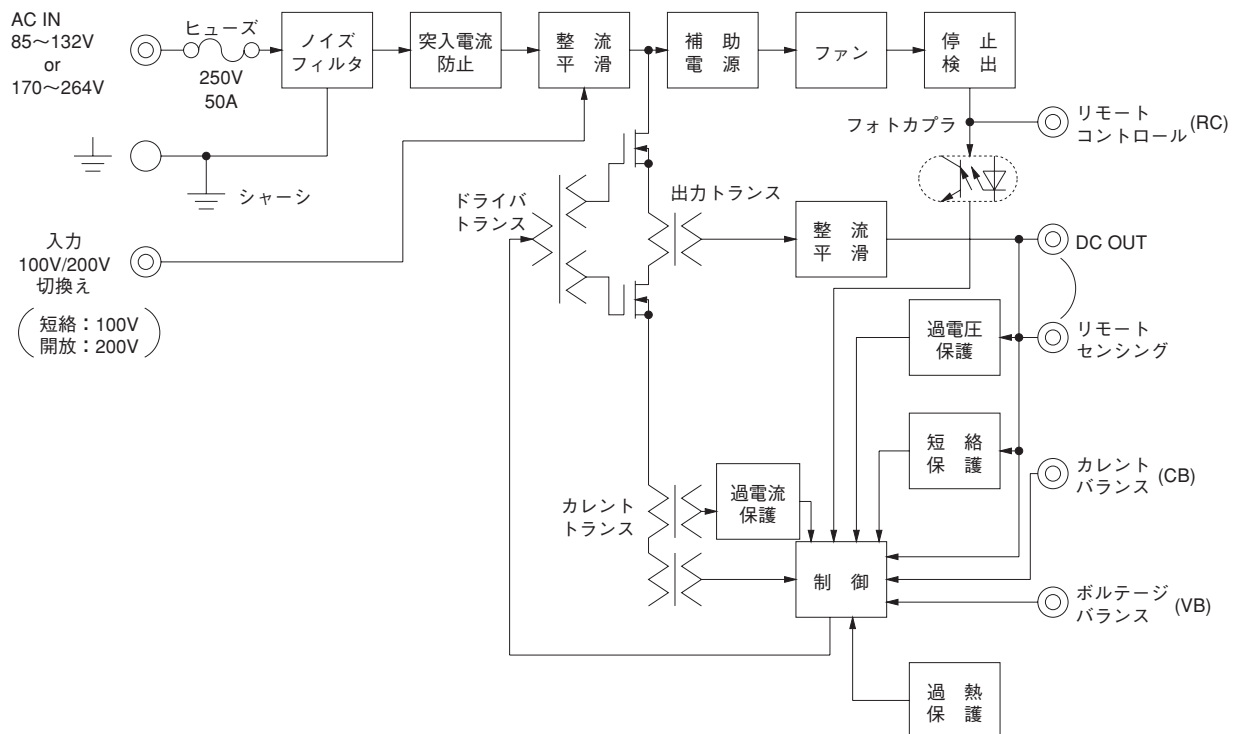 AC IN
85～132V
or
170～264V
ヒューズ
250V
50A
ノイズ
フィルタ
突入電流
防止
整　流
平　滑
補　助
電　源
ファン
停　止
検　出
フォトカプラ
リモート
コントロール (RC)
シャーシ
ドライバ
トランス
出力トランス
整　流
平　滑
DC OUT
入力
100V/200V
切換え
短絡：100V
開放：200V
過電圧
保護
リモート
センシング
短　絡
保　護
カレント
バランス (CB)
カレント
トランス
過電流
保護
制　御
ボルテージ
バランス (VB)
過　熱
保　護